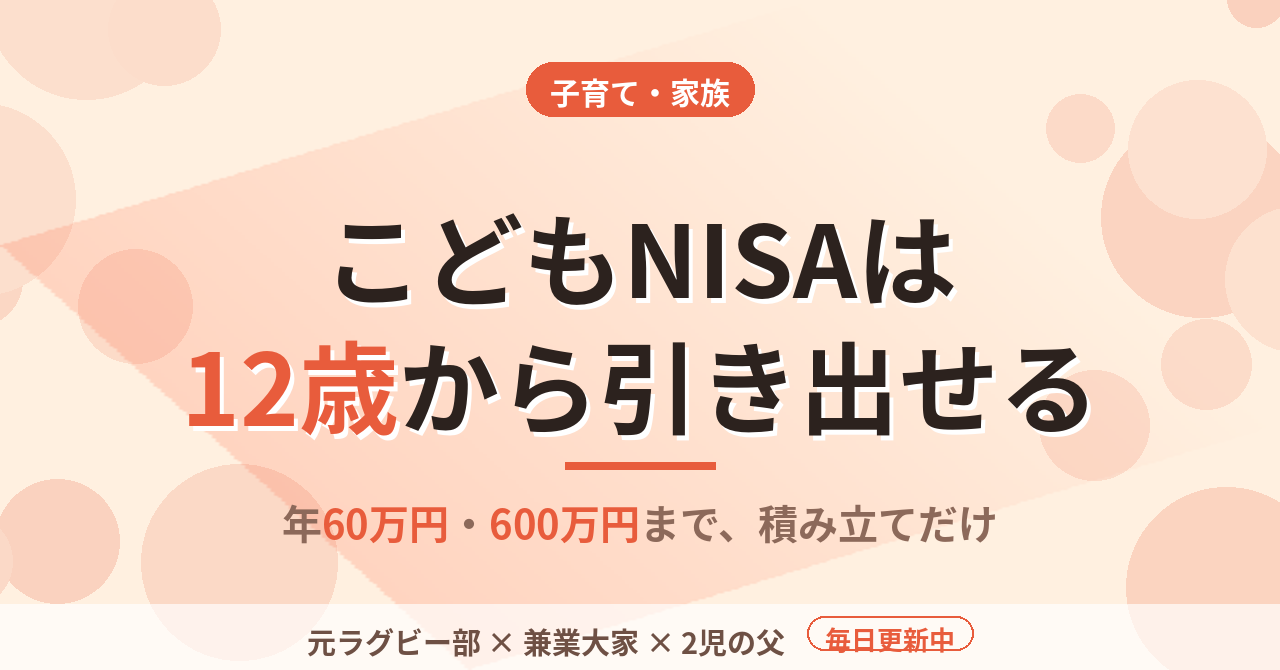 子育て・家族
こどもNISAは
12歳から引き出せる
年60万円・600万円まで、積み立てだけ
元ラグビー部 × 兼業大家 × 2児の父 毎日更新中